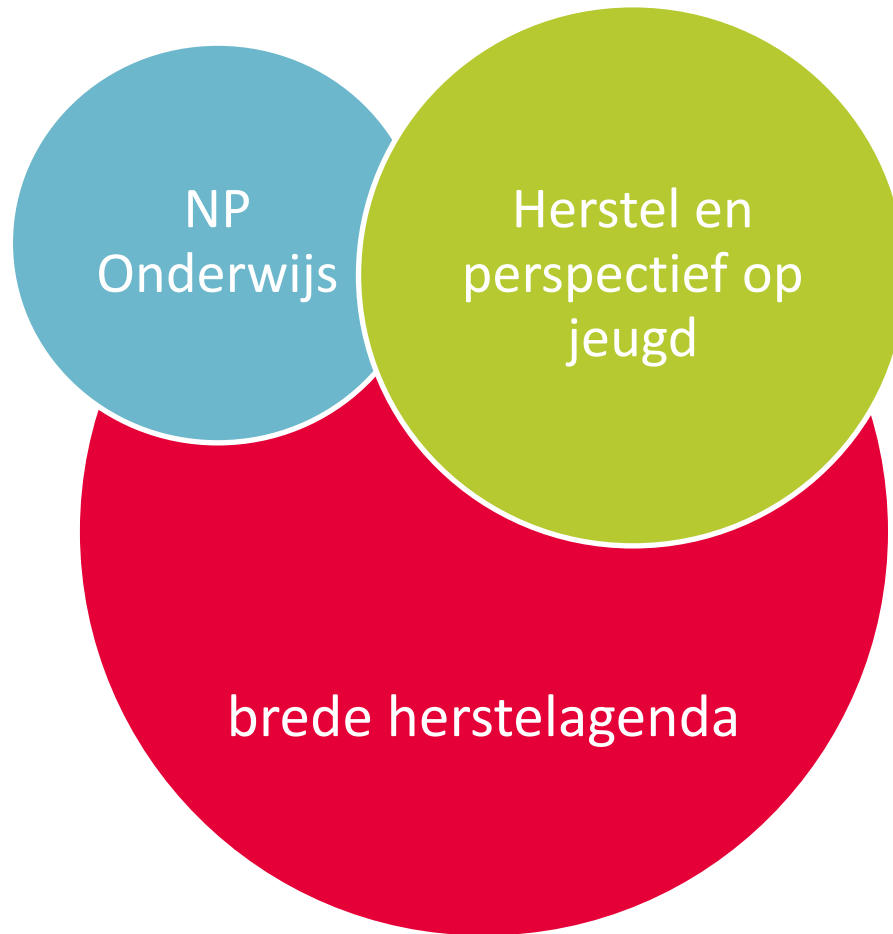 NP
Onderwijs
Herstel en
perspectief op
jeugd
brede herstelagenda